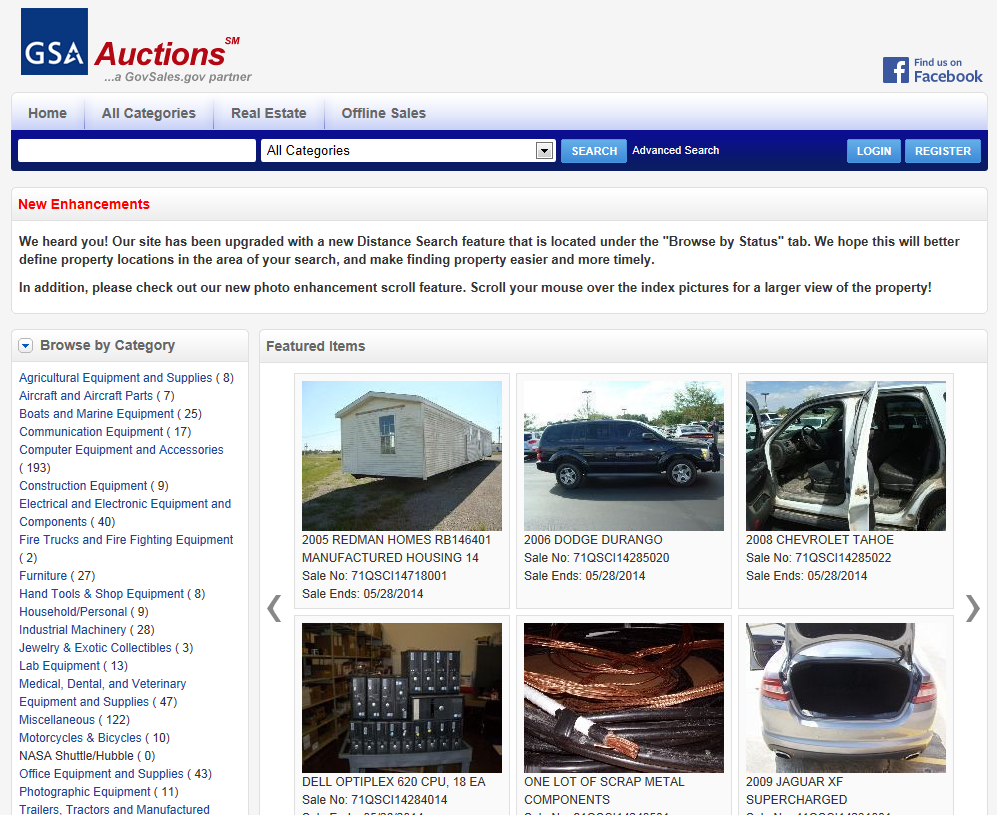 GSA
Auctions SM
...a GovSales.gov partner
Find us on
Facebook
Home
All Categories
Real Estate
Offline Sales
All Categories
SEARCH
Advanced Search
LOGIN
REGISTER
New Enhancements
We heard you! Our site has been upgraded with a new Distance Search feature that is located under the "Browse by Status" tab. We hope this will better
define property locations in the area of your search, and make finding property easier and more timely.
In addition, please check out our new photo enhancement scroll feature. Scroll your mouse over the index pictures for a larger view of the property!
Browse by Category
Agricultural Equipment and Supplies ( 8)
Aircraft and Aircraft Parts ( 7)
Boats and Marine Equipment ( 25)
Communication Equipment ( 17)
Computer Equipment and Accessories
( 193)
Construction Equipment ( 9)
Electrical and Electronic Equipment and
Components ( 40)
Fire Trucks and Fire Fighting Equipment
( 2)
Furniture ( 27)
Hand Tools & Shop Equipment ( 8)
Household/Personal ( 9)
Industrial Machinery ( 28)
Jewelry & Exotic Collectibles ( 3)
Lab Equipment ( 13)
Medical, Dental, and Veterinary
Equipment and Supplies ( 47)
Miscellaneous ( 122)
Motorcycles & Bicycles ( 10)
NASA Shuttle/Hubble ( 0)
Office Equipment and Supplies ( 43)
Photographic Equipment ( 11)
Trailers, Tractors and Manufactured
Featured Items
2005 REDMAN HOMES RB146401
MANUFACTURED HOUSING 14
Sale No: 71QSCI14718001
Sale Ends: 05/28/2014
2006 DODGE DURANGO
Sale No: 71QSCI14285020
Sale Ends: 05/28/2014
2008 CHEVROLET TAHOE
Sale No: 71QSCI14285022
Sale Ends: 05/28/2014
DELL OPTIPLEX 620 CPU, 18 EA
Sale No: 71QSCI14284014
ONE LOT OF SCRAP METAL
COMPONENTS
2009 JAGUAR XF
SUPERCHARGED